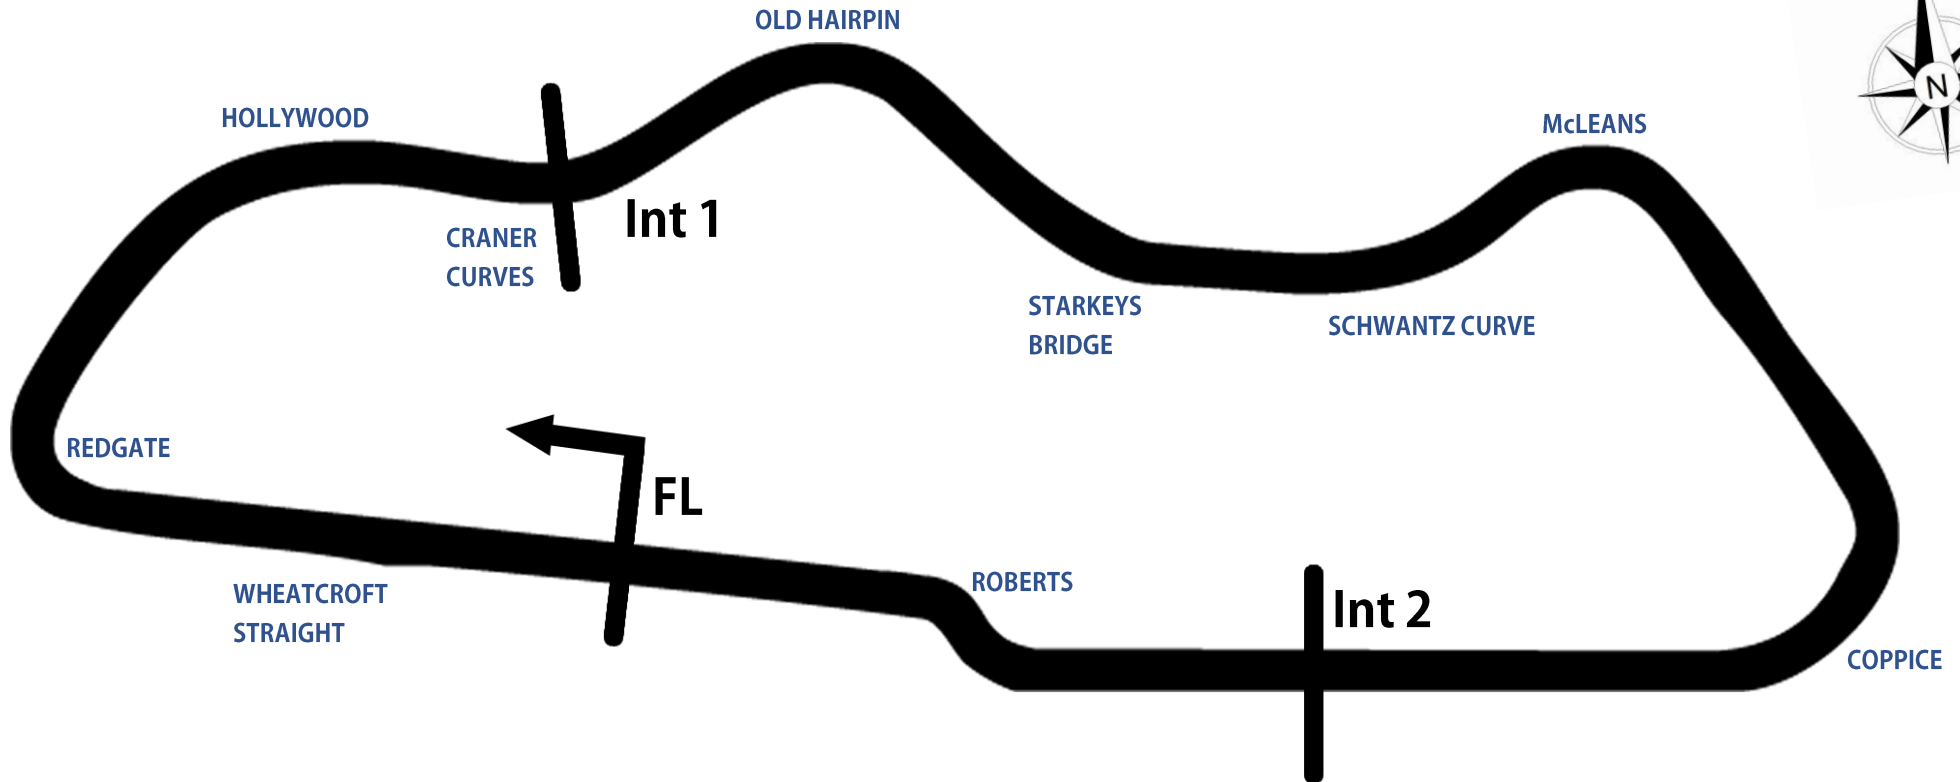 OLD HAIRPIN
HOLLYWOOD
McLEANS
N
Int 1
CRANER
CURVES
STARKEYS
BRIDGE
SCHWANTZ CURVE
REDGATE
FL
WHEATCROFT
STRAIGHT
ROBERTS
Int 2
COPPICE